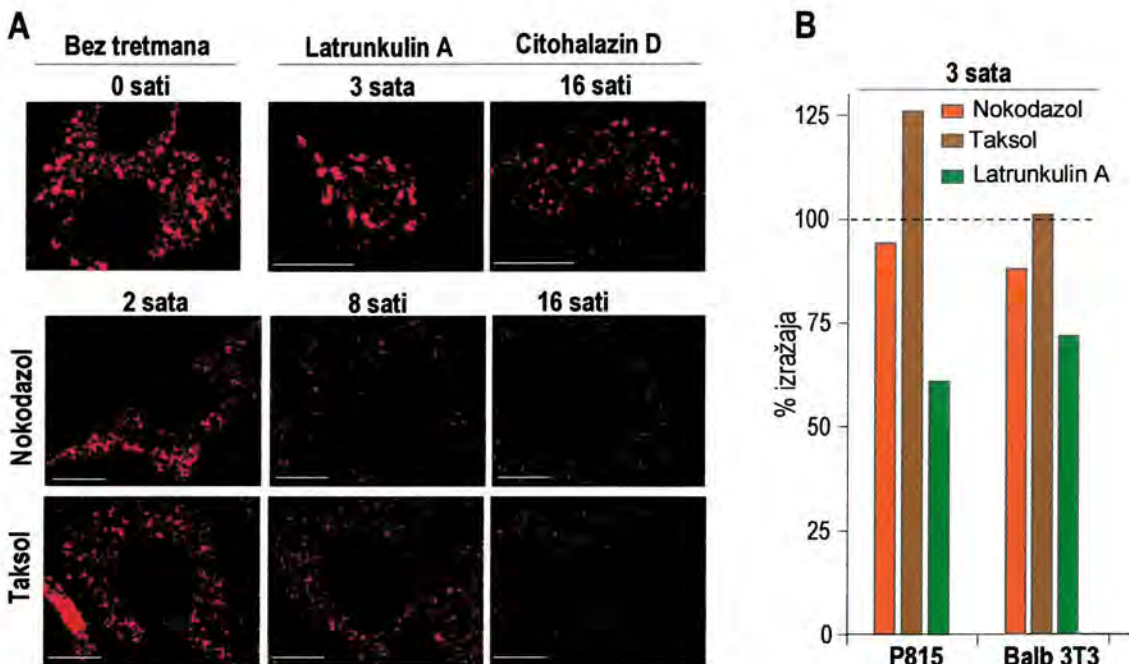 A
Bez tretmana
Latrunkulin A
Citohalazin D
0 sati
3 sata
16 sati
2 sata
8 sati
16 sati
Nokodazol
Taksol
B
3 sata
Nokodazol
Taksol
Latrunkulin A
% izražaja
125
100
75
50
25
0
P815
Balb 3T3